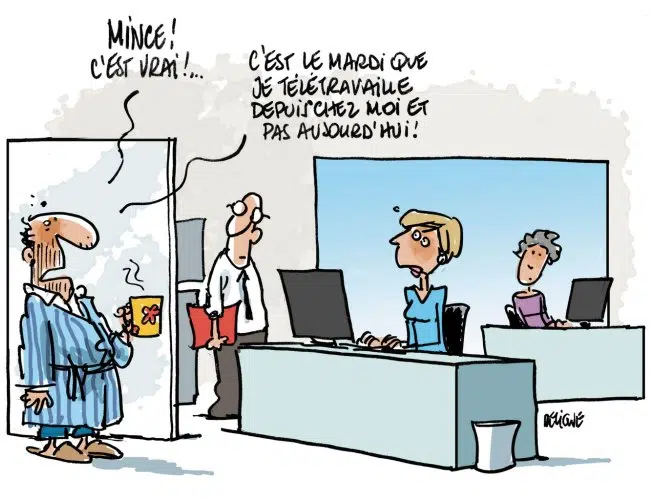 MINCE!
C'EST VRAI!...
C'EST LE MARDI QUE
JE TÉLÉTRAVAILLE
DEPUIS CHEZ MOI ET
PAS AUJOURD'HUI!
DELIGNE